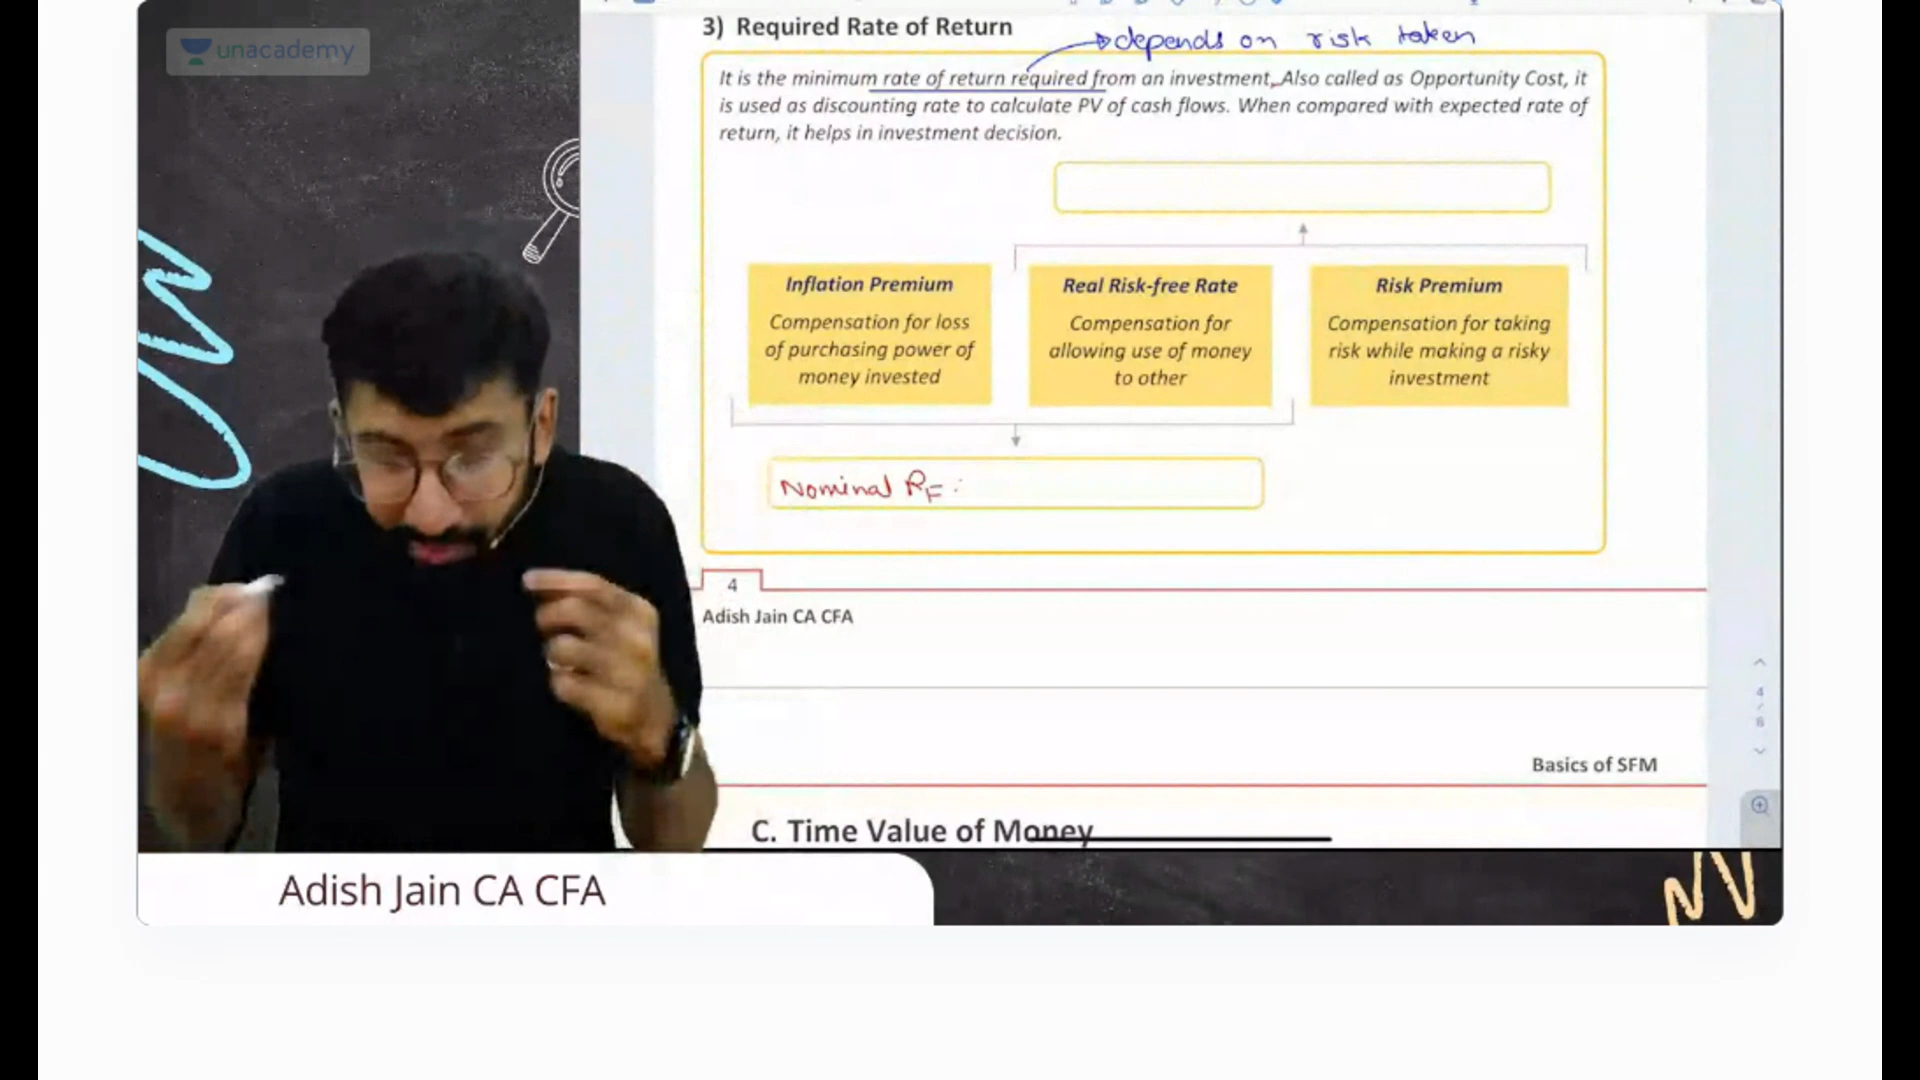 unacademy
3) Required Rate of Return
depends on risk taken
It is the minimum rate of return required from an investment. Also called as Opportunity Cost, it
is used as discounting rate to calculate PV of cash flows. When compared with expected rate of
return, it helps in investment decision.
Inflation Premium
Compensation for loss
of purchasing power of
money invested
Real Risk-free Rate
Compensation for
allowing use of money
to other
Risk Premium
Compensation for taking
risk while making a risky
investment
Nominal RF :
4
Adish Jain CA CFA
4
/
8
Basics of SFM
C. Time Value of Money
Adish Jain CA CFA